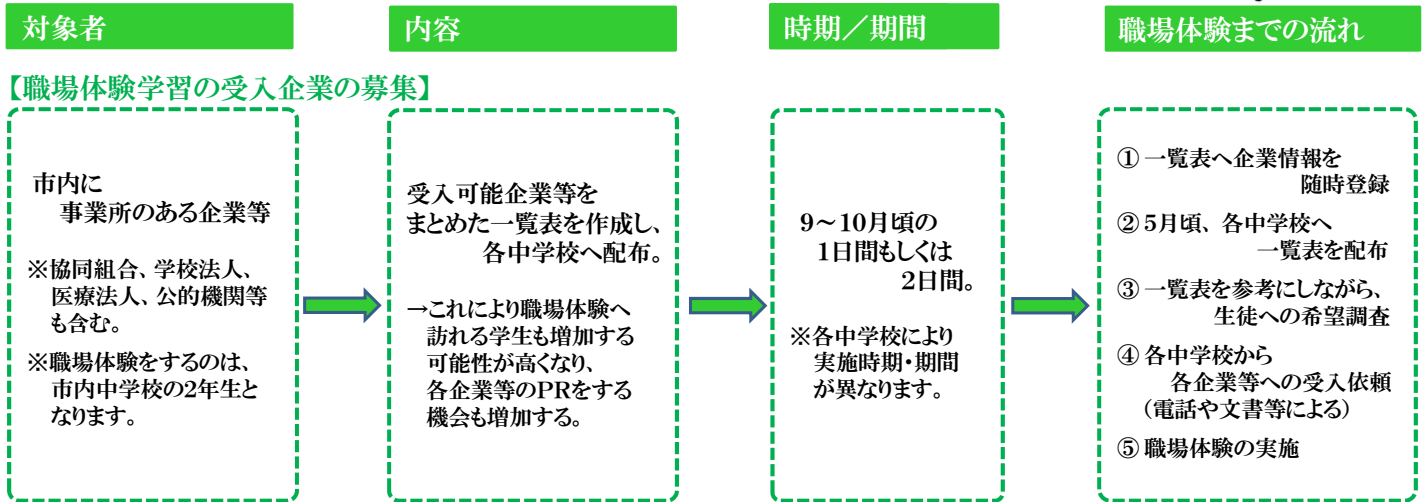 対象者
内容
時期／期間
職場体験までの流れ
【職場体験学習の受入企業の募集】
市内に
事業所のある企業等
※協同組合、学校法人、
医療法人、公的機関等
も含む。
※職場体験をするのは、
市内中学校の2年生と
なります。
受入可能企業等を
まとめた一覧表を作成し、
各中学校へ配布。
→これにより職場体験へ
訪れる学生も増加する
可能性が高くなり、
各企業等のPRをする
機会も増加する。
9～10月頃の
1日間もしくは
2日間。
※各中学校により
実施時期・期間
が異なります。
① 一覧表へ企業情報を
随時登録
② 5月頃、各中学校へ
一覧表を配布
③ 一覧表を参考にしながら、
生徒への希望調査
④ 各中学校から
各企業等への受入依頼
（電話や文書等による）
⑤ 職場体験の実施